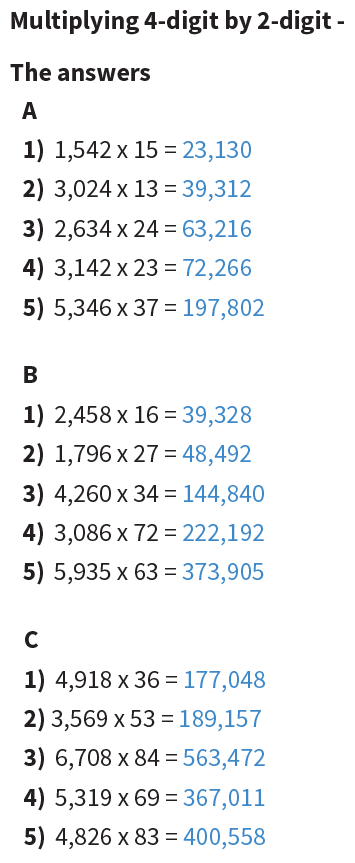 Multiplying 4-digit by 2-digit -
The answers
A
1) 1,542 x 15 = 23,130
2) 3,024 x 13 = 39,312
3) 2,634 x 24 = 63,216
4) 3,142 x 23 = 72,266
5) 5,346 x 37 = 197,802
B
1) 2,458 x 16 = 39,328
2) 1,796 x 27 = 48,492
3) 4,260 x 34 = 144,840
4) 3,086 x 72 = 222,192
5) 5,935 x 63 = 373,905
C
1) 4,918 x 36 = 177,048
2) 3,569 x 53 = 189,157
3) 6,708 x 84 = 563,472
4) 5,319 x 69 = 367,011
5) 4,826 x 83 = 400,558